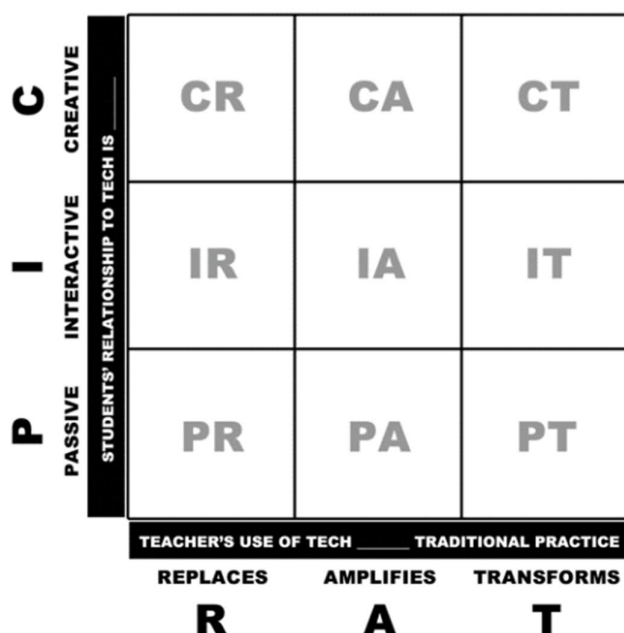 C
CREATIVE
CR CA CT
I
INTERACTIVE
STUDENTS' RELATIONSHIP TO TECH IS ____
IR IA IT
P
PASSIVE
PR PA PT
TEACHER'S USE OF TECH ______ TRADITIONAL PRACTICE
REPLACES AMPLIFIES TRANSFORMS
R A T